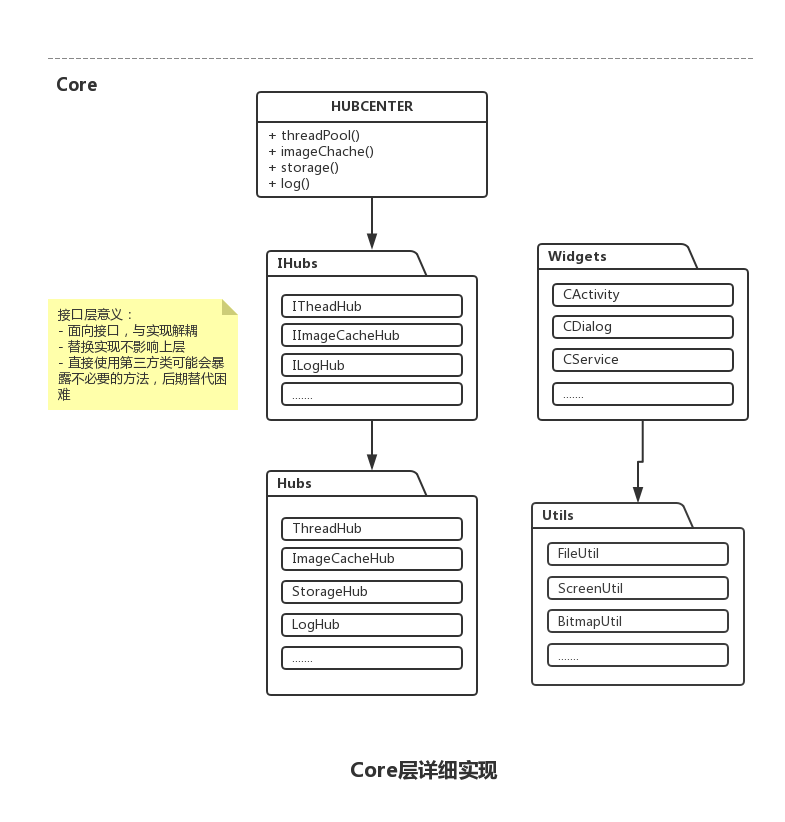 Core
HUBCENTER
+ threadPool()
+ imageChache()
+ storage()
+ log()
IHubs
ITheadHub
IImageCacheHub
ILogHub
.......
接口层意义：
- 面向接口，与实现解耦
- 替换实现不影响上层
- 直接使用第三方类可能会暴
露不必要的方法，后期替代困
难
Hubs
ThreadHub
ImageCacheHub
StorageHub
LogHub
.......
Widgets
CActivity
CDialog
CService
.......
Utils
FileUtil
ScreenUtil
BitmapUtil
.......
Core层详细实现